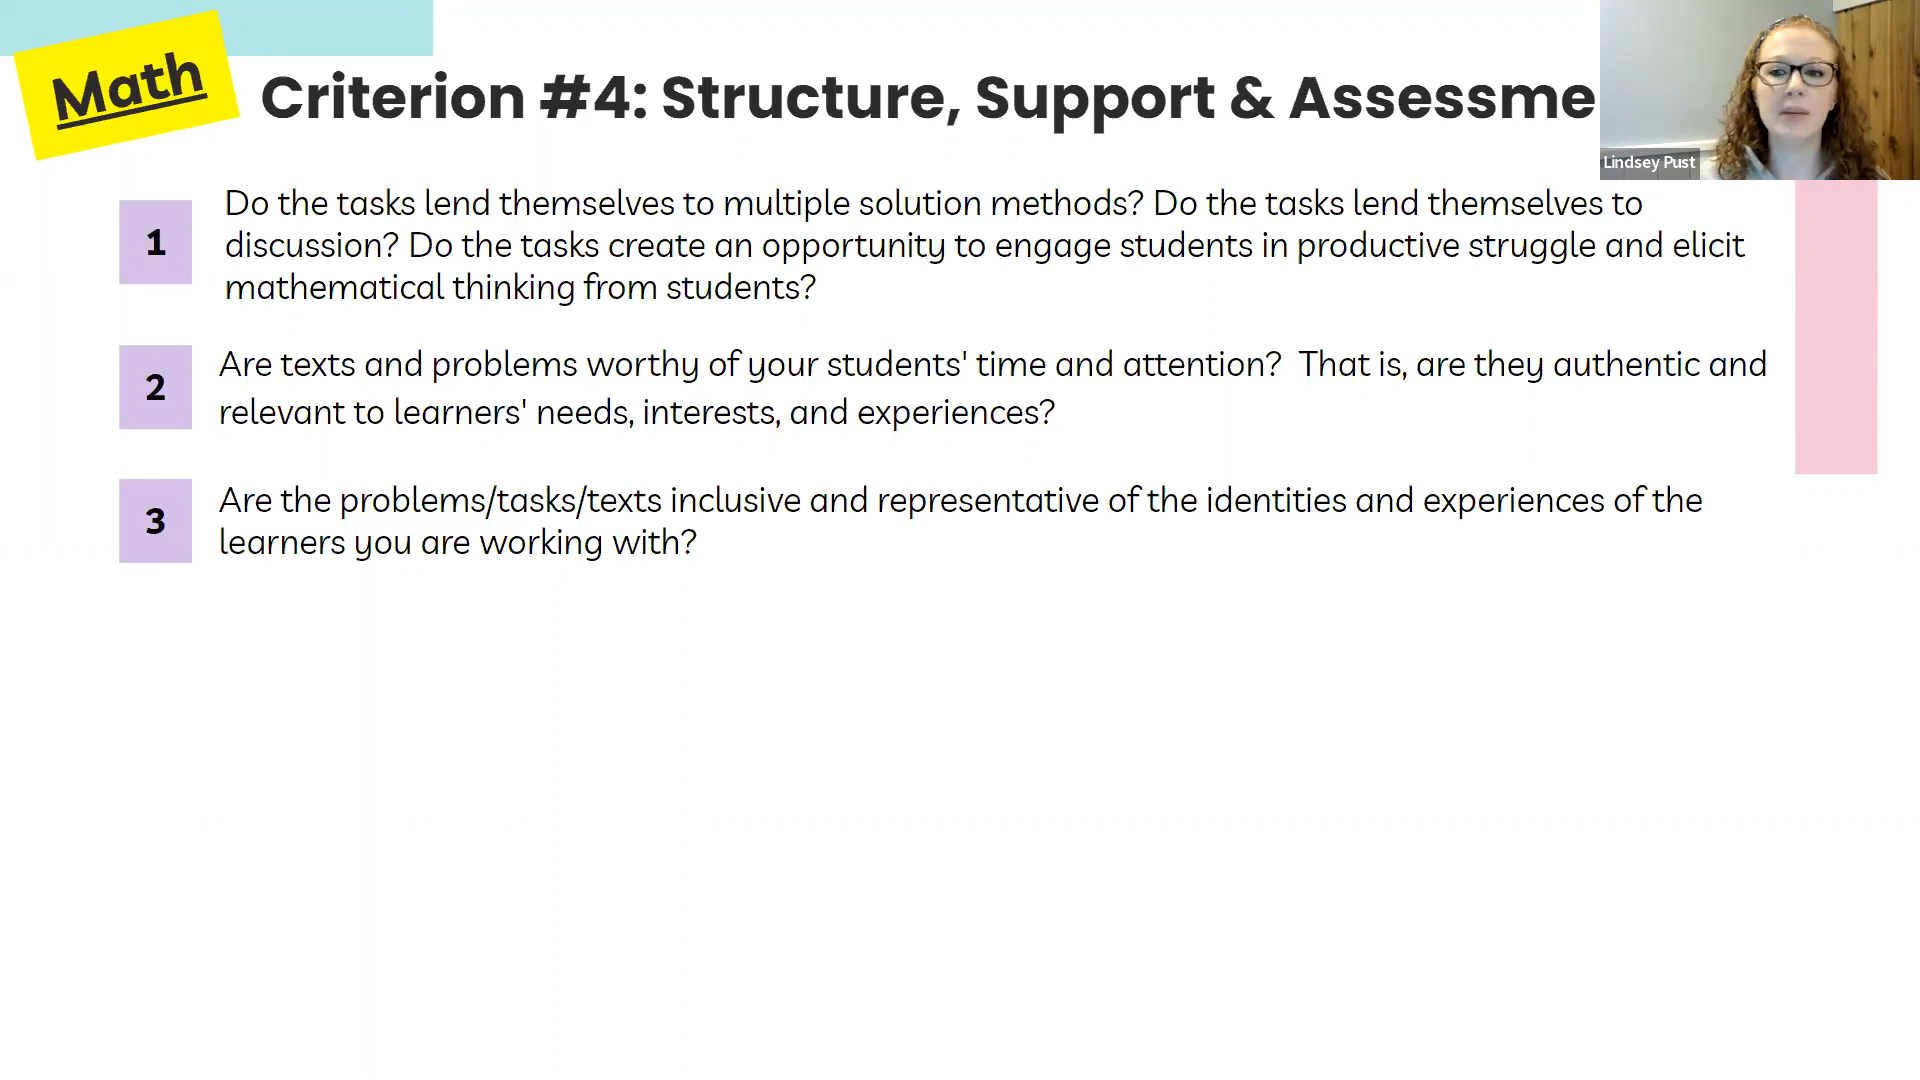 Math
Criterion #4: Structure, Support & Assessme
Lindsey Pust
1
Do the tasks lend themselves to multiple solution methods? Do the tasks lend themselves to
discussion? Do the tasks create an opportunity to engage students in productive struggle and elicit
mathematical thinking from students?
2
Are texts and problems worthy of your students' time and attention?  That is, are they authentic and
relevant to learners' needs, interests, and experiences?
3
Are the problems/tasks/texts inclusive and representative of the identities and experiences of the
learners you are working with?